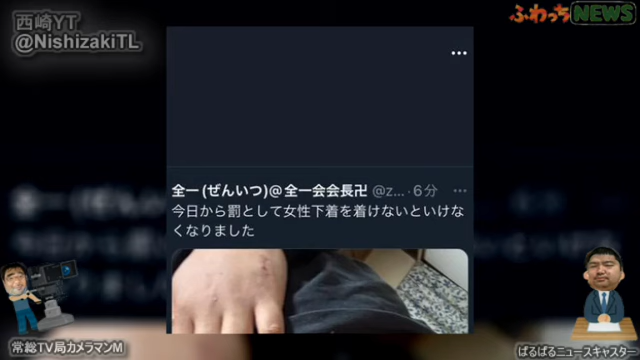 西崎YT
@NishizakiTL
ふわっちNEWS
全一(ぜんいつ)@全一会会長卍 @z... · 6分
今日から罰として女性下着を着けないといけな
くなりました
常総TV局カメラマンM
ぱるぱるニュースキャスター